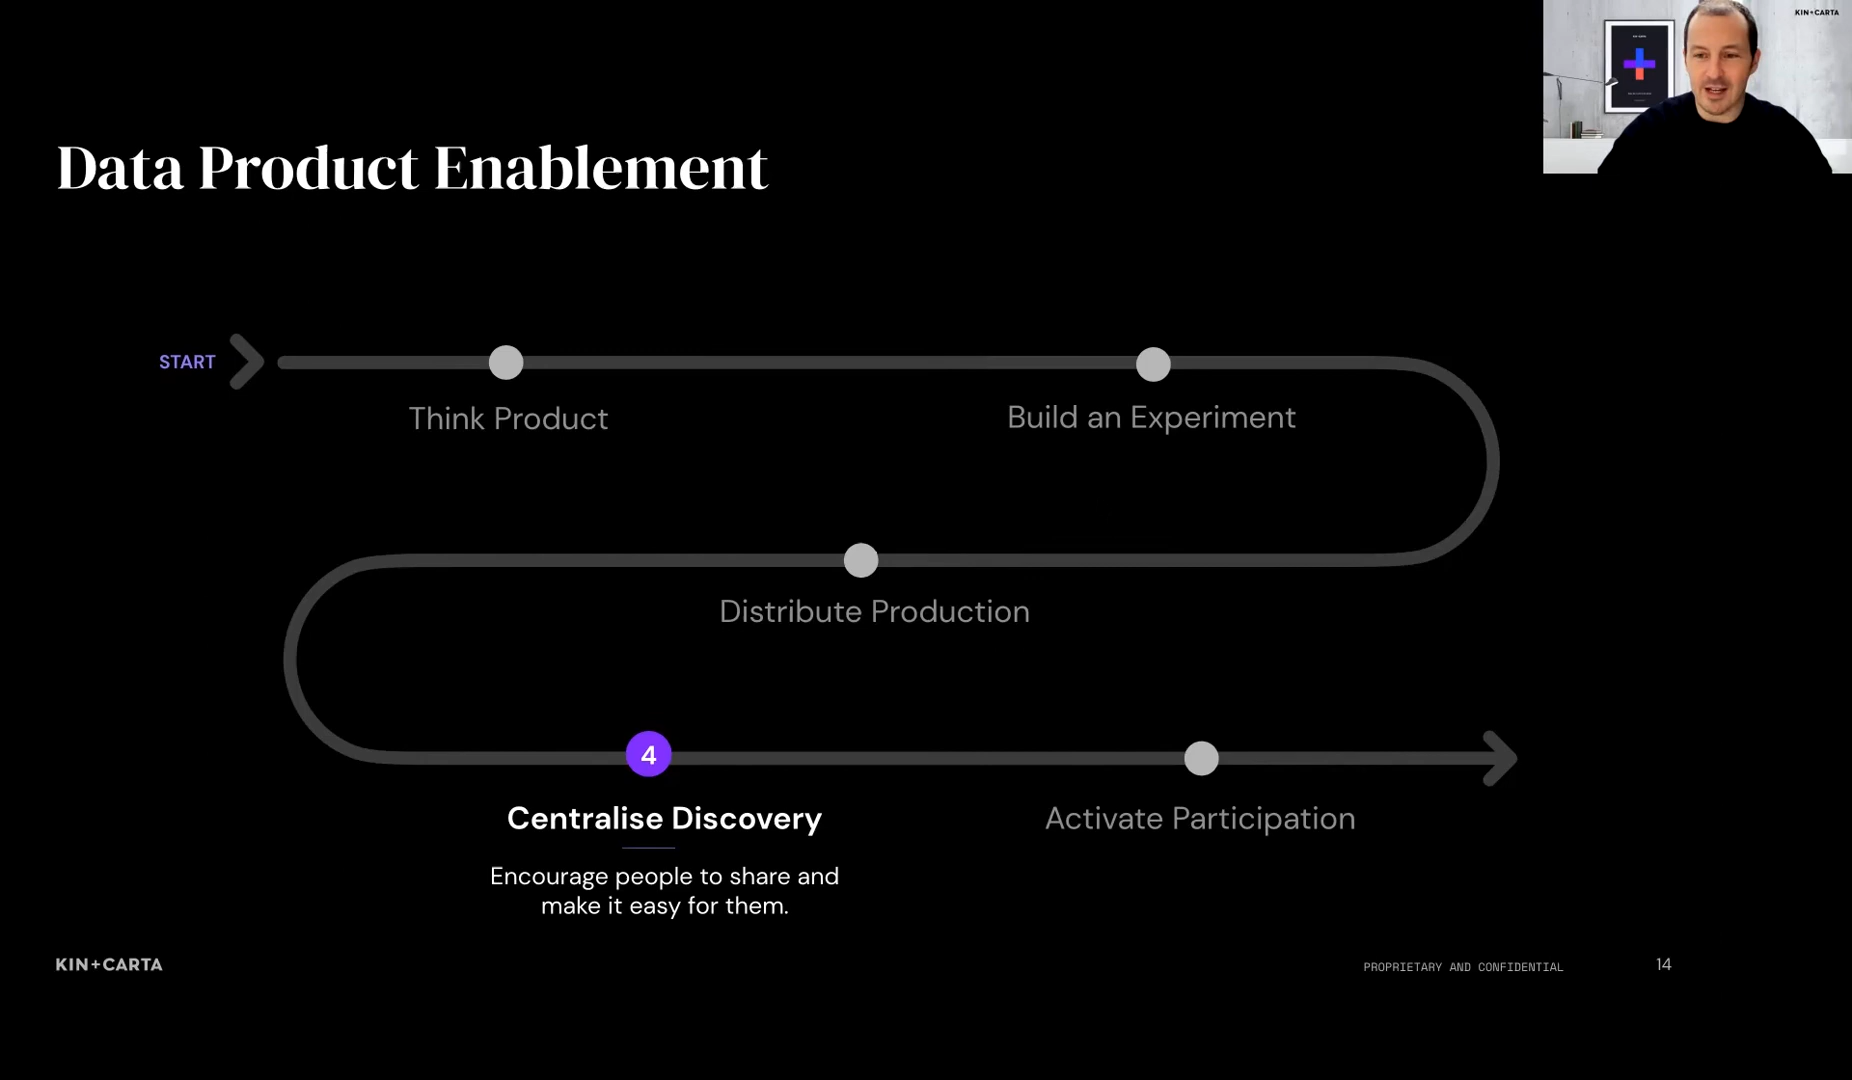 KIN+CARTA
Data Product Enablement
START
Think Product
Build an Experiment
Distribute Production
4
Centralise Discovery
Encourage people to share and
make it easy for them.
Activate Participation
KIN+CARTA
PROPRIETARY AND CONFIDENTIAL
14